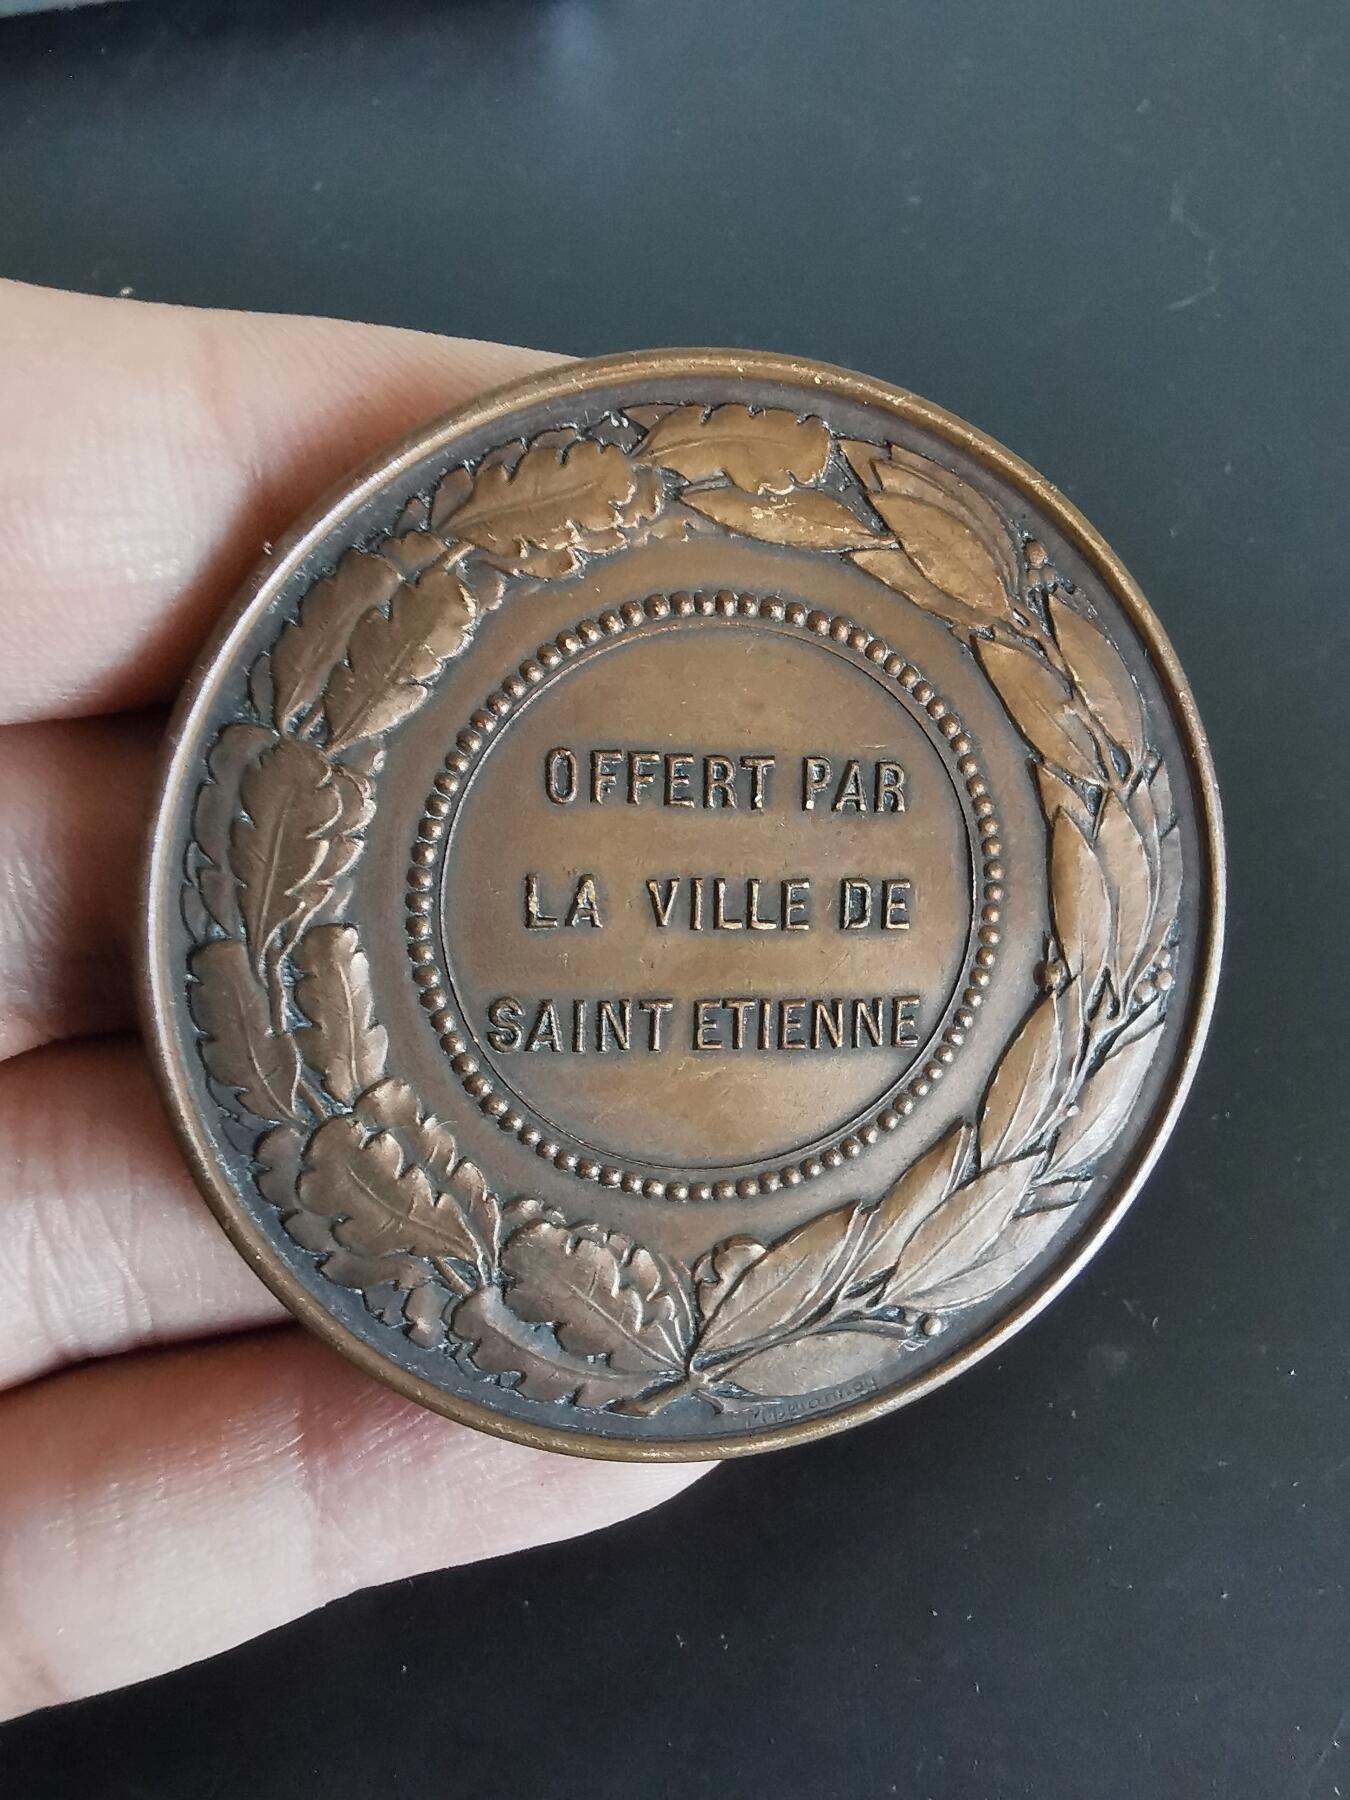 OFFERT PAR
LA VILLE DE
SAINT ETIENNE